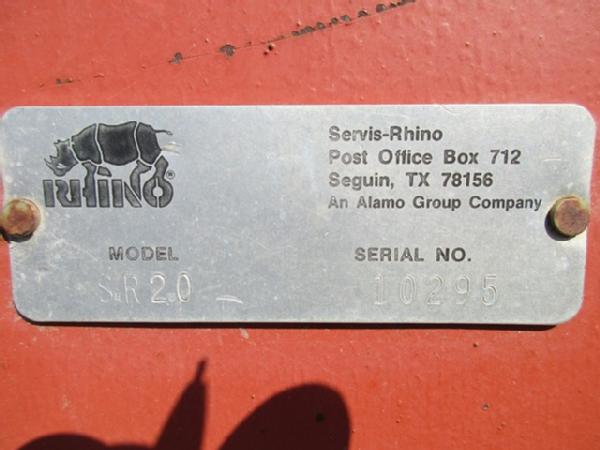 RHINO®
Servis-Rhino
Post Office Box 712
Seguin, TX 78156
An Alamo Group Company
MODEL
SERIAL NO.
SR20
10295